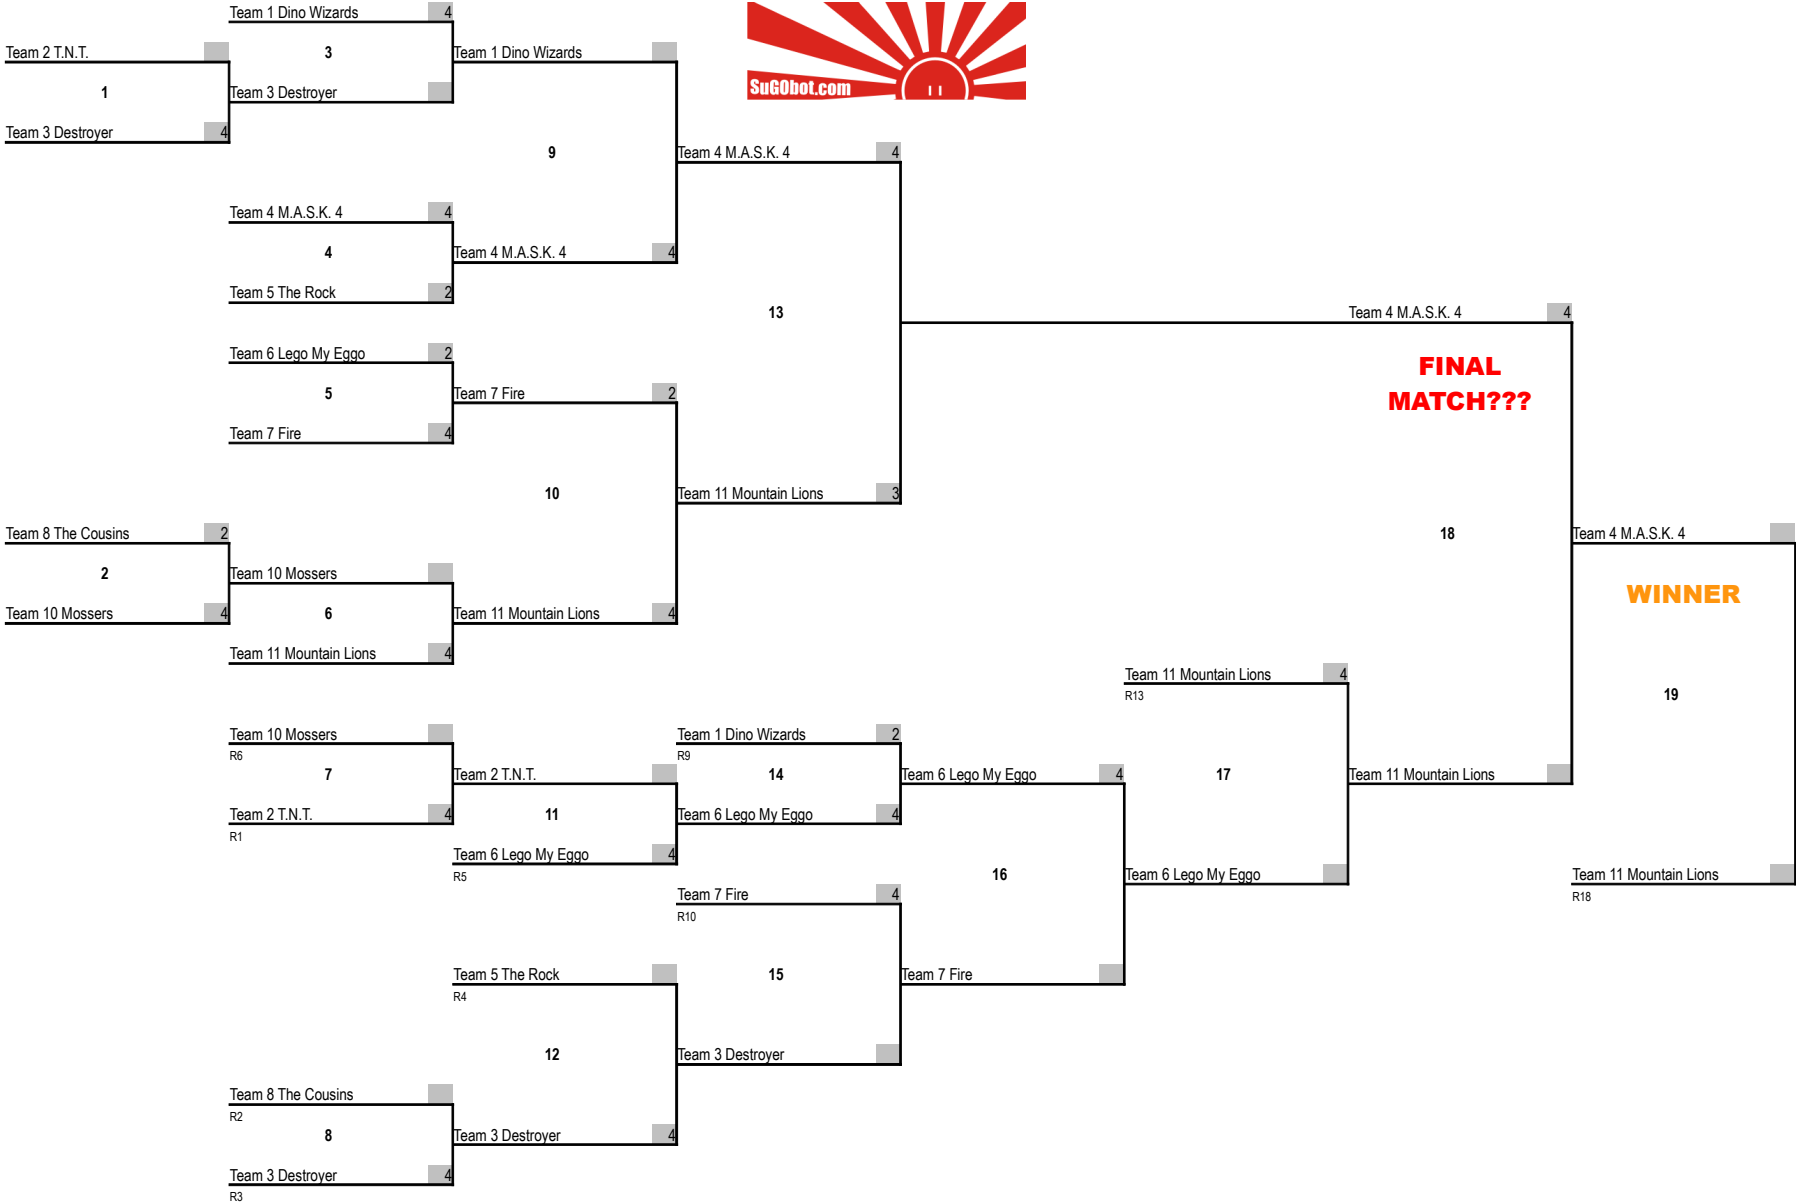 Team 1 Dino Wizards 4
Team 2 T.N.T. 3 Team 1 Dino Wizards
1 Team 3 Destroyer SuGObot.com
Team 3 Destroyer 4
9 Team 4 M.A.S.K. 4 4
Team 4 M.A.S.K. 4 4
4 Team 4 M.A.S.K. 4 4
Team 5 The Rock 2
13 Team 4 M.A.S.K. 4 4
Team 6 Lego My Eggo 2
FINAL
5 Team 7 Fire 2
MATCH???
Team 7 Fire 4
10 Team 11 Mountain Lions 3
Team 8 The Cousins 2 18 Team 4 M.A.S.K. 4
2 Team 10 Mossers
WINNER
Team 10 Mossers 4 6 Team 11 Mountain Lions 4
Team 11 Mountain Lions 4
Team 11 Mountain Lions 4
R13 19
Team 10 Mossers Team 1 Dino Wizards 2
R6 R9
7 Team 2 T.N.T. 14 Team 6 Lego My Eggo 4 17 Team 11 Mountain Lions
Team 2 T.N.T. 4 11 Team 6 Lego My Eggo 4
R1
Team 6 Lego My Eggo 4
R5 16 Team 6 Lego My Eggo Team 11 Mountain Lions
Team 7 Fire 4 R18
R10
Team 5 The Rock 15 Team 7 Fire
R4
12 Team 3 Destroyer
Team 8 The Cousins
R2
8 Team 3 Destroyer 4
Team 3 Destroyer 4
R3